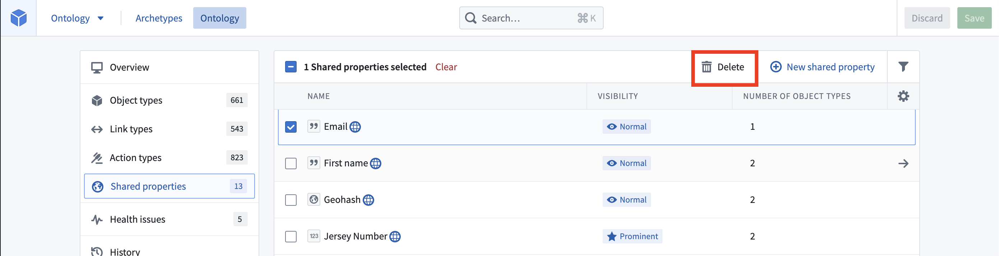 Ontology
Archetypes
Ontology
Search…
⌘ K
Discard
Save
Overview
Object types 661
Link types 543
Action types 823
Shared properties 13
Health issues 5
History
1 Shared properties selected Clear
Delete
New shared property
NAME VISIBILITY NUMBER OF OBJECT TYPES
Email Normal 1
First name Normal 2
Geohash Normal 2
123 Jersey Number Prominent 2